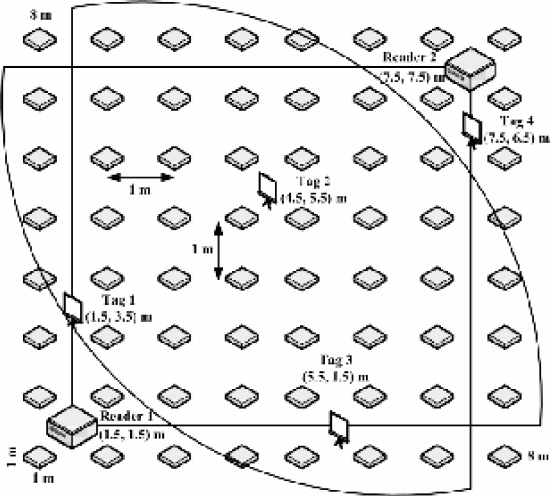 8 m
Reader 2
(7.5, 7.5) m
Tag 4
(7.5, 6.5) m
Tag 2
(4.5, 5.5) m
1 m
1 m
Tag 1
(1.5, 3.5) m
Tag 3
(5.5, 1.5) m
Reader 1
(1.5, 1.5) m
1 m
1 m
8 m